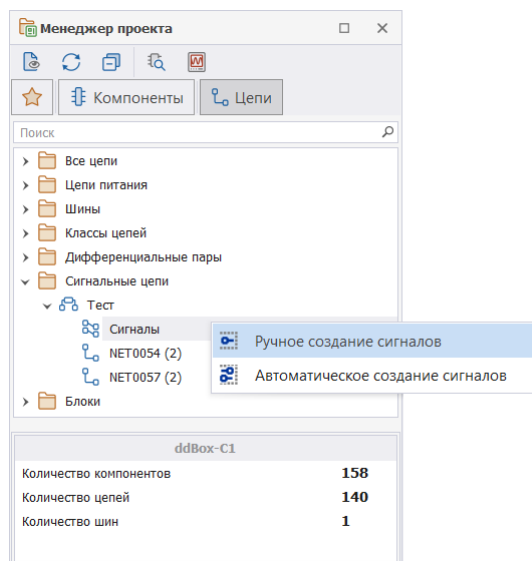 Менеджер проекта
Компоненты Цепи
Поиск
Все цепи
Цепи питания
Шины
Классы цепей
Дифференциальные пары
Сигнальные цепи
Тест
Сигналы
Ручное создание сигналов
NET0054 (2)
NET0057 (2)
Автоматическое создание сигналов
Блоки
ddBox-C1
Количество компонентов 158
Количество цепей 140
Количество шин 1